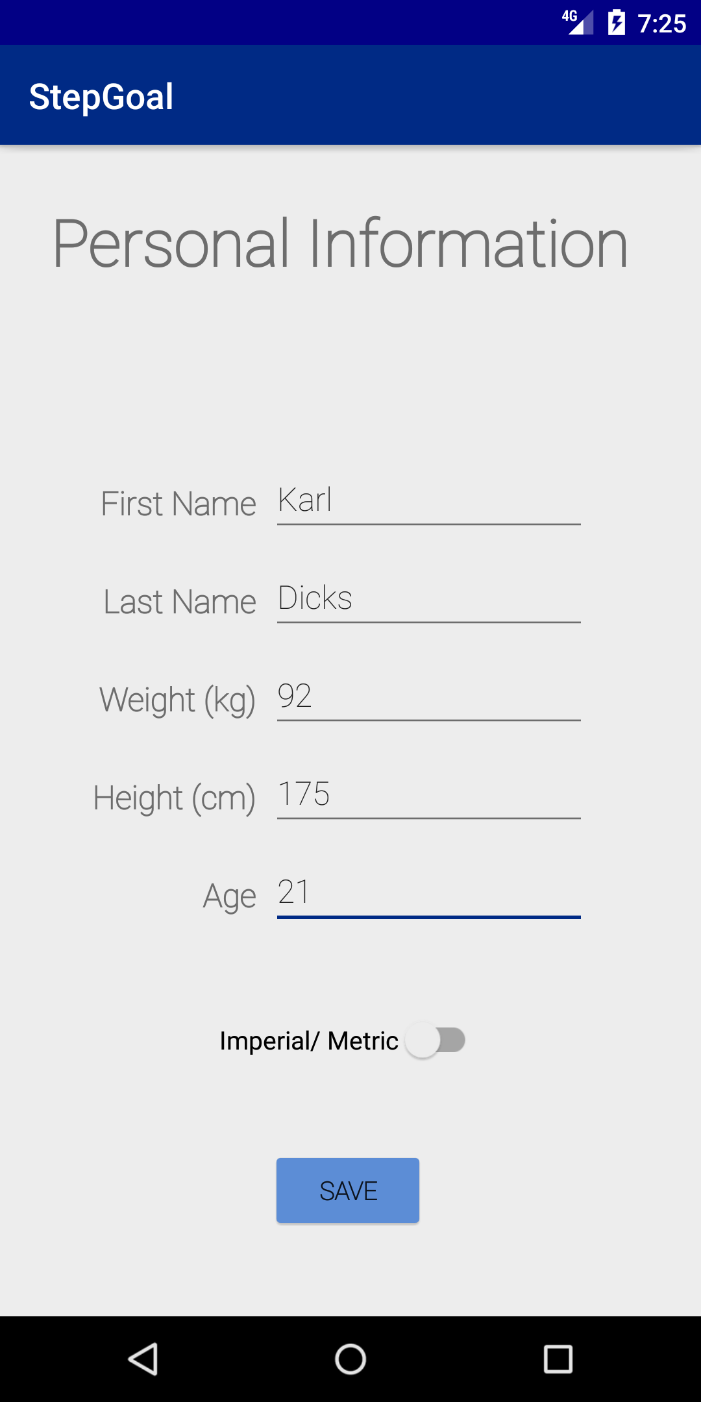 4G 7:25
StepGoal
Personal Information
First Name Karl
Last Name Dicks
Weight (kg) 92
Height (cm) 175
Age 21
Imperial/ Metric
SAVE